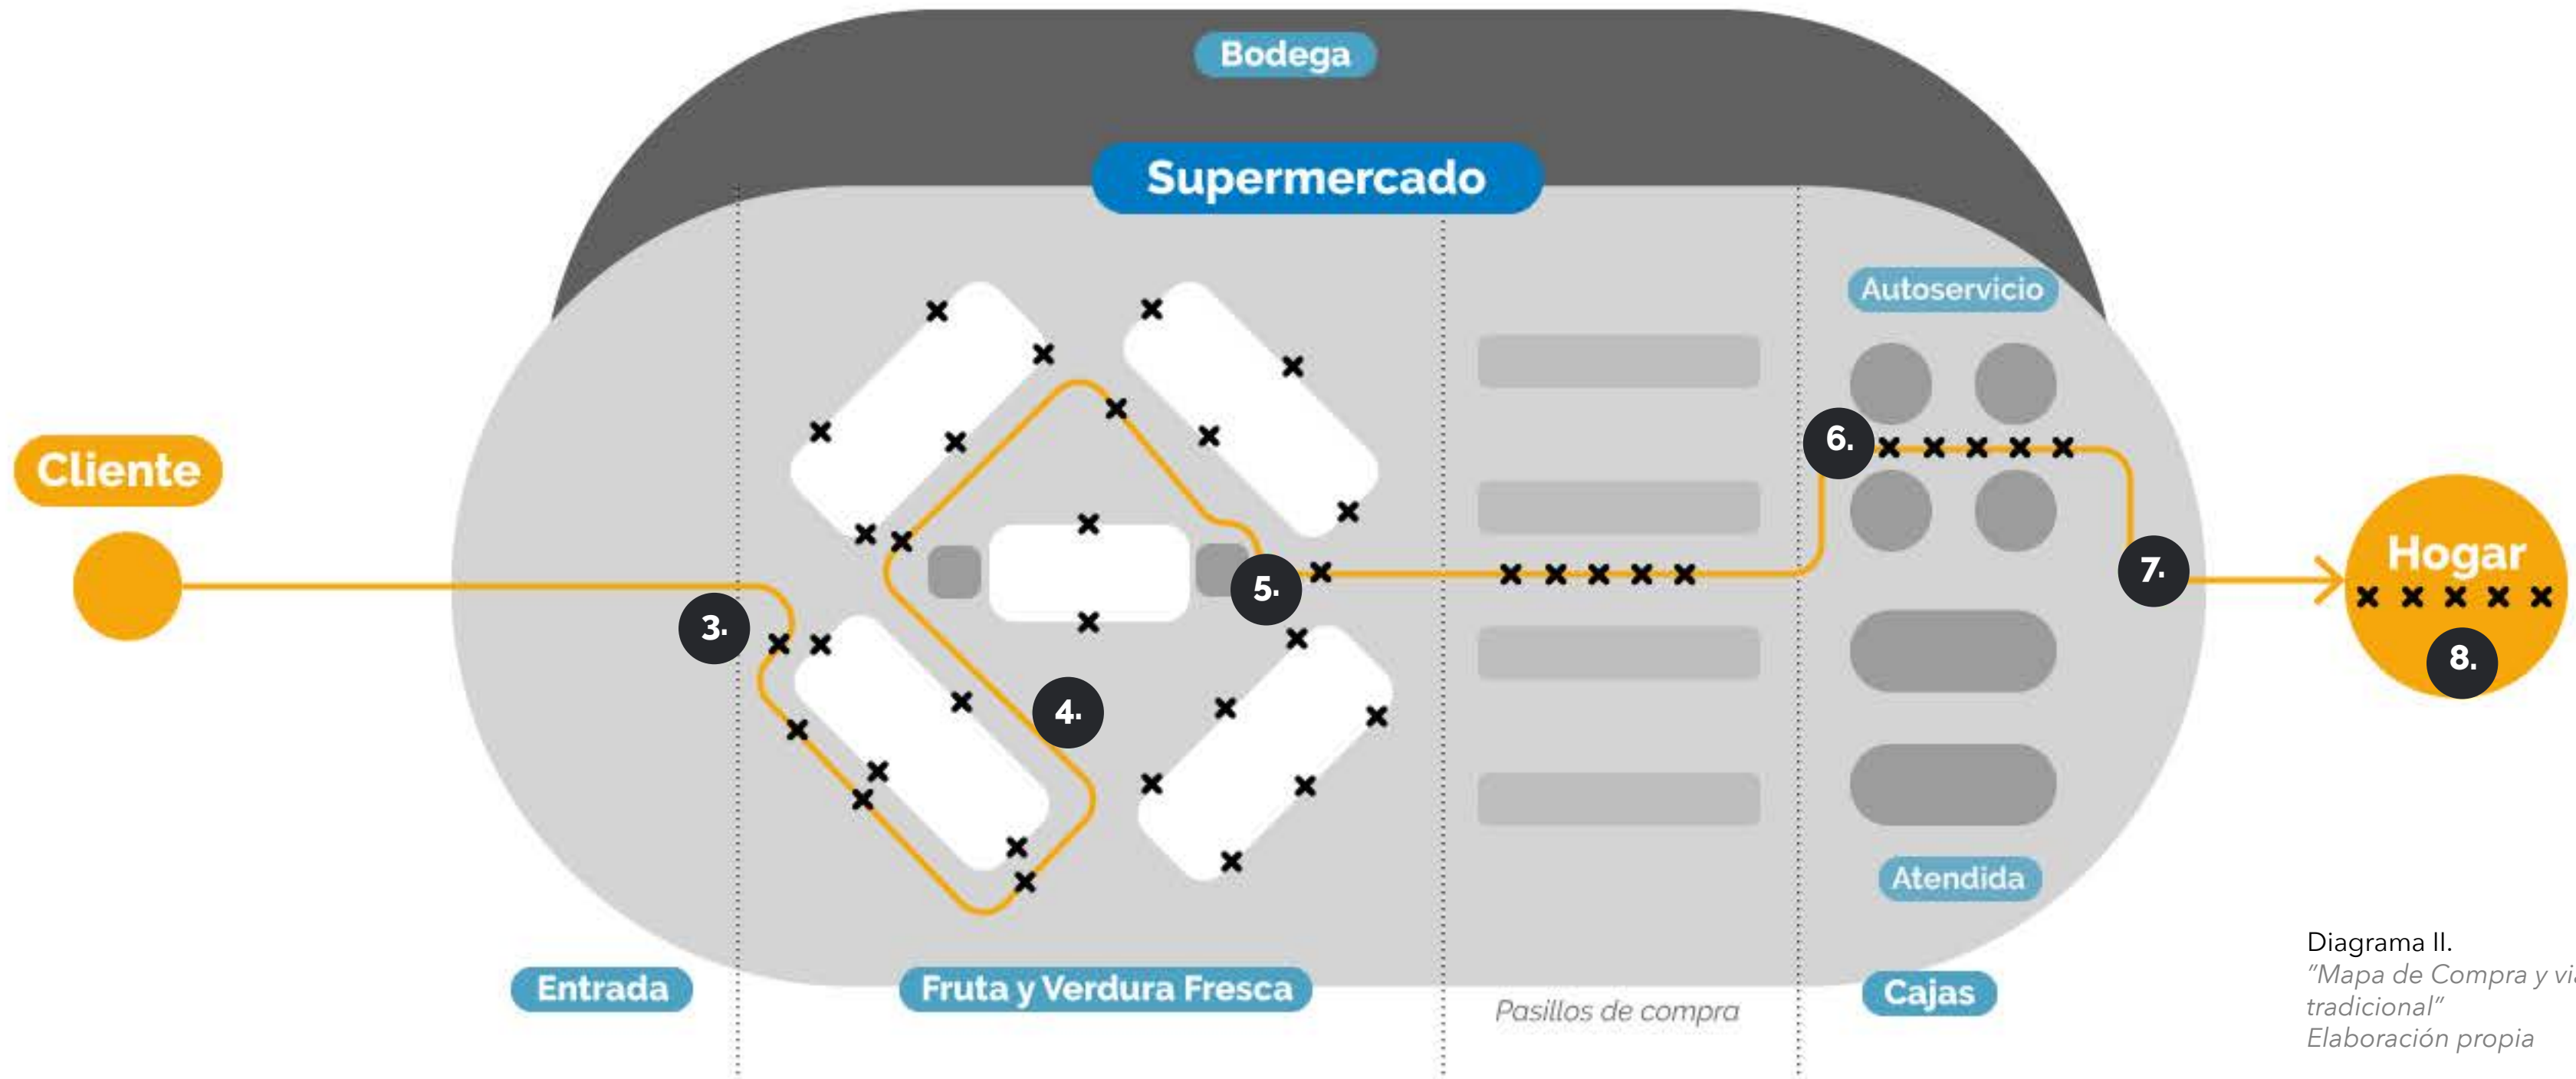 Bodega
Supermercado
Autoservicio
Cliente
6.
Hogar
5.
7.
3.
8.
4.
Atendida
Entrada
Fruta y Verdura Fresca
Pasillos de compra
Cajas
Diagrama II.
"Mapa de Compra y
tradicional"
Elaboración propia